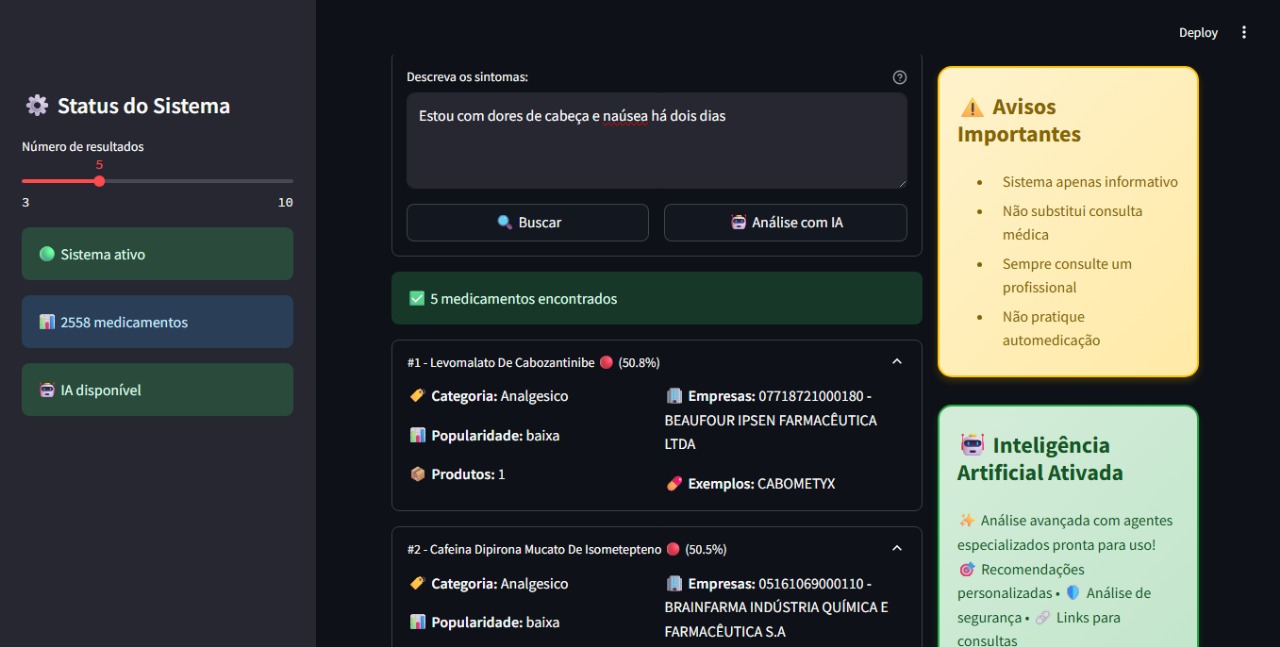 Deploy
Status do Sistema
Número de resultados
5
3
10
Sistema ativo
2558 medicamentos
IA disponível
Descreva os sintomas:
Estou com dores de cabeça e naúsea há dois dias
Buscar
Análise com IA
5 medicamentos encontrados
#1 - Levomalato De Cabozantinibe (50.8%)
Categoria: Analgesico
Popularidade: baixa
Produtos: 1
Empresas: 07718721000180 -
BEAUFOUR IPSEN FARMACÊUTICA
LTDA
Exemplos: CABOMETYX
#2 - Cafeina Dipirona Mucato De Isometepteno (50.5%)
Categoria: Analgesico
Popularidade: baixa
Empresas: 05161069000110 -
BRAINFARMA INDÚSTRIA QUÍMICA E
FARMACÊUTICA S.A
Avisos
Importantes
Sistema apenas informativo
Não substitui consulta
médica
Sempre consulte um
profissional
Não pratique
automedicação
Inteligência
Artificial Ativada
Análise avançada com agentes
especializados pronta para uso!
Recomendações
personalizadas • Análise de
segurança • Links para
consultas